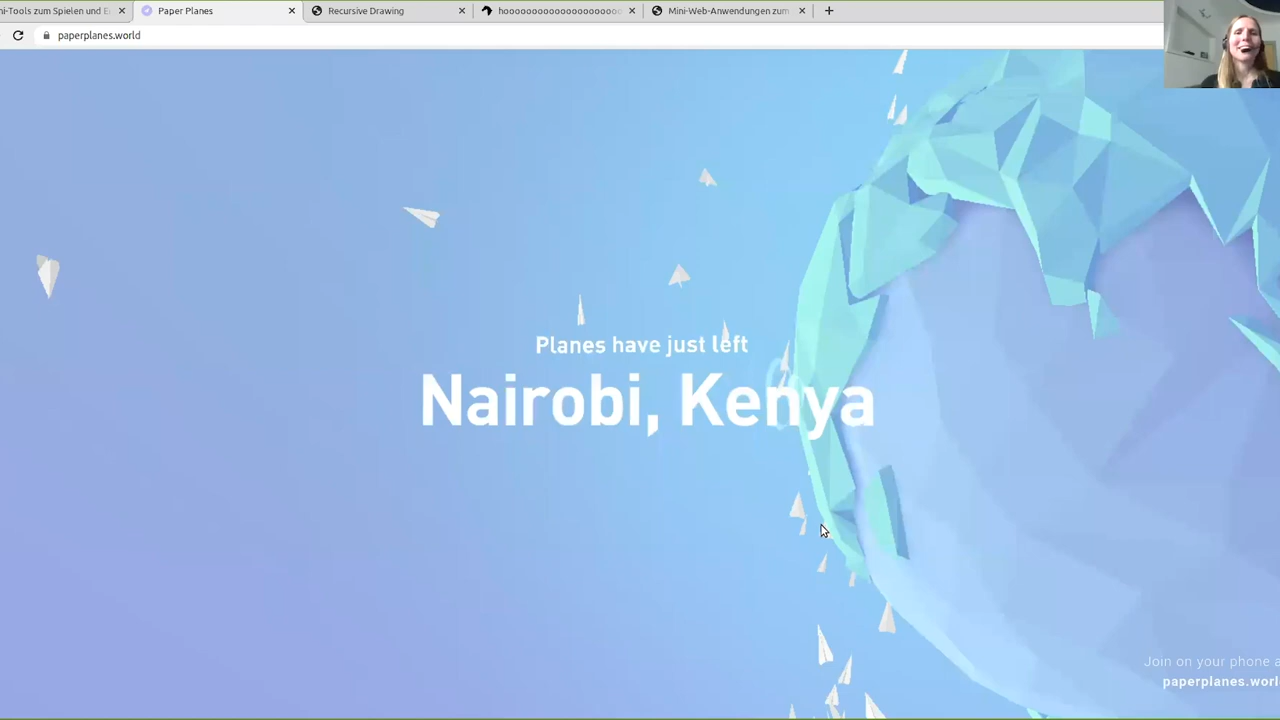 ni-Tools zum Spielen und E
Paper Planes
Recursive Drawing
Mini-Web-Anwendungen zum
paperplanes.world
Planes have just left
Nairobi, Kenya
Join on your phone a
paperplanes.worl